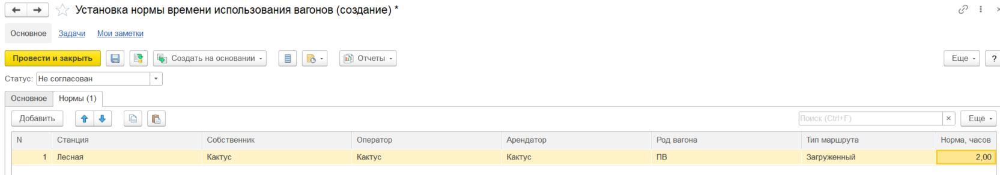 Установка нормы времени использования вагонов (создание) *
Основное Задачи Мои заметки
Провести и закрыть Создать на основании Отчеты Еще ?
Статус: Не согласован
Основное Нормы (1)
Добавить Поиск (Ctrl+F) × Еще
N Станция Собственник Оператор Арендатор Род вагона Тип маршрута Норма, часов
1 Лесная Кактус Кактус Кактус ПВ Загруженный 2,00